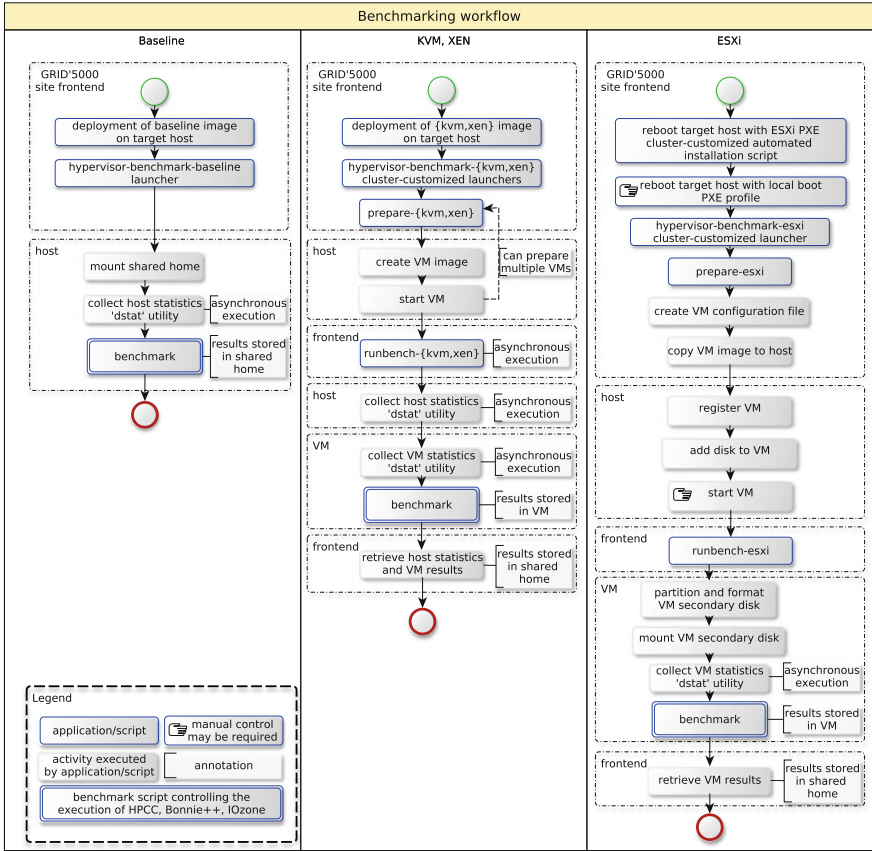 Benchmarking workflow
Baseline
GRID'5000
site frontend
deployment of baseline image
on target host
hypervisor-benchmark-baseline
launcher
host
mount shared home
collect host statistics
'dstat' utility
asynchronous
execution
benchmark
results stored
in shared
home
KVM, XEN
GRID'5000
site frontend
deployment of {kvm,xen} image
on target host
hypervisor-benchmark-{kvm,xen}
cluster-customized launchers
prepare-{kvm,xen}
host
create VM image
can prepare
multiple VMs
start VM
frontend
runbench-{kvm,xen}
asynchronous
execution
host
collect host statistics
'dstat' utility
asynchronous
execution
VM
collect VM statistics
'dstat' utility
asynchronous
execution
benchmark
results stored
in VM
frontend
retrieve host statistics
and VM results
results stored
in shared
home
ESXi
GRID'5000
site frontend
reboot target host with ESXi PXE
cluster-customized automated
installation script
reboot target host with local boot
PXE profile
hypervisor-benchmark-esxi
cluster-customized launcher
prepare-esxi
create VM configuration file
copy VM image to host
host
register VM
add disk to VM
start VM
frontend
runbench-esxi
VM
partition and format
VM secondary disk
mount VM secondary disk
collect VM statistics
'dstat' utility
asynchronous
execution
benchmark
results stored
in VM
frontend
retrieve VM results
results stored
in shared
home
Legend
application/script
manual control
may be required
activity executed
by application/script
annotation
benchmark script controlling the
execution of HPCC, Bonnie++, IOzone